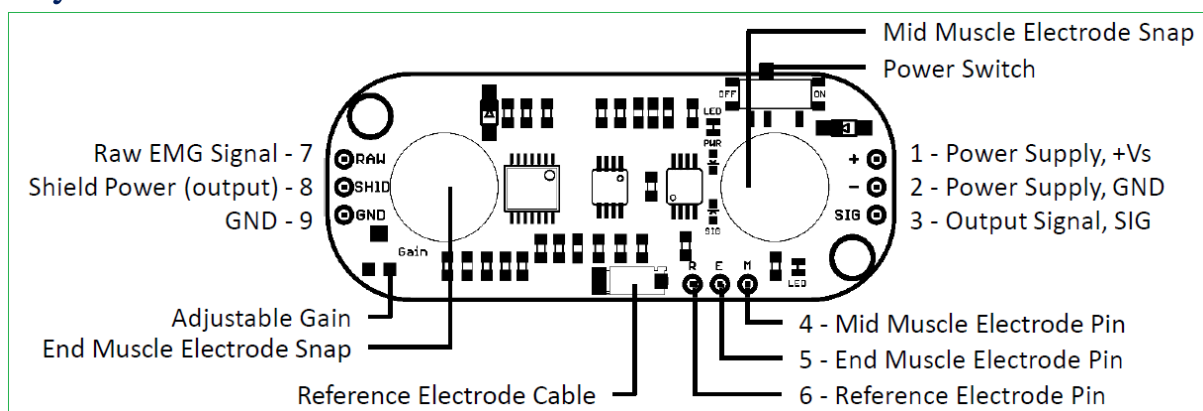 Mid Muscle Electrode Snap
Power Switch
OFF
ON
LED
PWR
Raw EMG Signal - 7
RAW
+
1 - Power Supply, +Vs
Shield Power (output) - 8
SHID
-
2 - Power Supply, GND
GND - 9
GND
SIG
3 - Output Signal, SIG
SIG
Gain
R E M
LED
Adjustable Gain
4 - Mid Muscle Electrode Pin
End Muscle Electrode Snap
5 - End Muscle Electrode Pin
Reference Electrode Cable
6 - Reference Electrode Pin